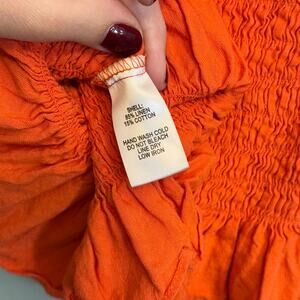 SHELL:
85% LINEN
15% COTTON
HAND WASH COLD
DO NOT BLEACH
LINE DRY
LOW IRON